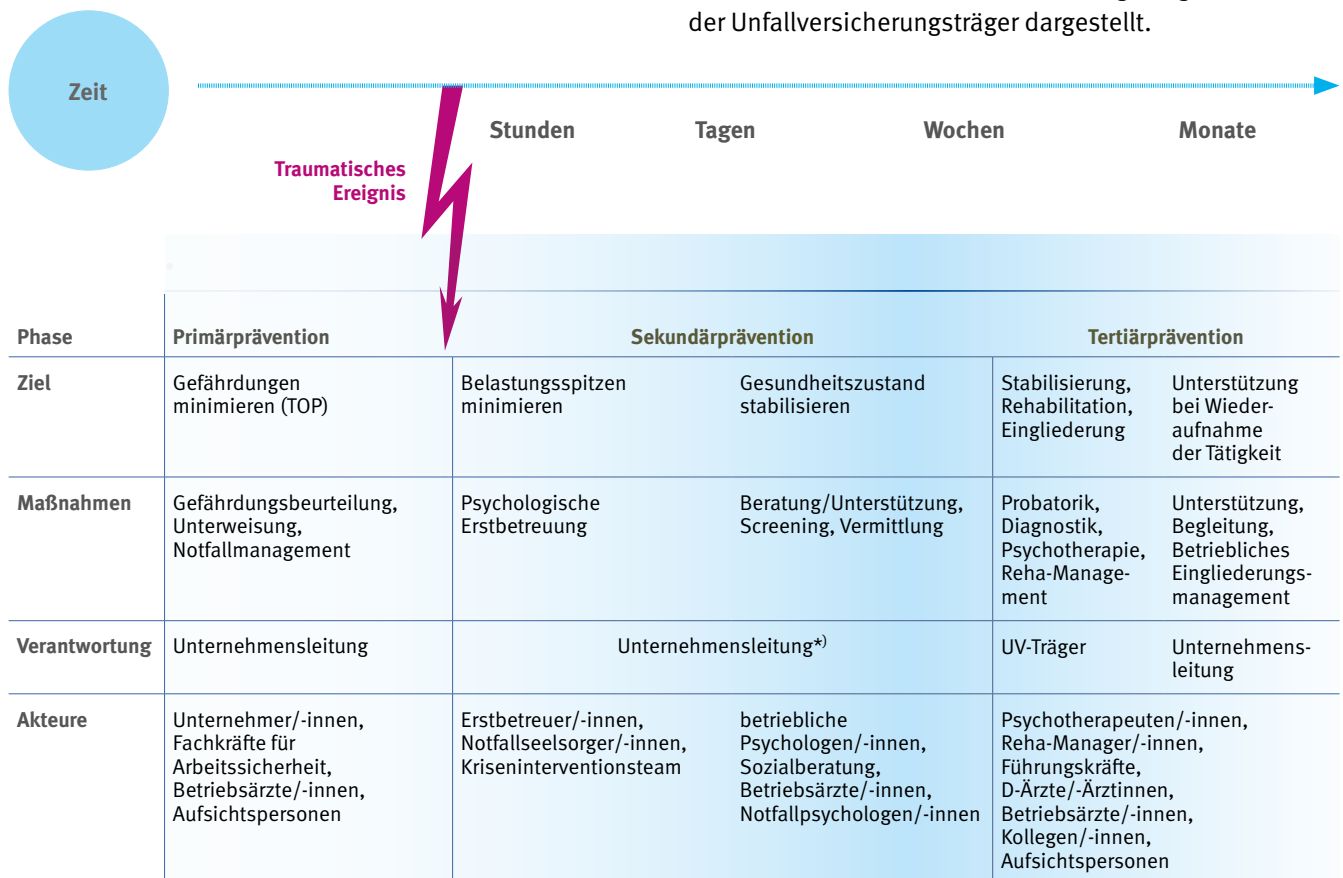 der Unfallversicherungsträger dargestellt.
Zeit
Stunden Tagen Wochen Monate
Traumatisches
Ereignis
Phase Primärprävention Sekundärprävention Tertiärprävention
Ziel
Gefährdungen
minimieren (TOP)
Belastungsspitzen
minimieren
Gesundheitszustand
stabilisieren
Stabilisierung,
Rehabilitation,
Eingliederung
Unterstützung
bei Wieder-
aufnahme
der Tätigkeit
Maßnahmen
Gefährdungsbeurteilung,
Unterweisung,
Notfallmanagement
Psychologische
Erstbetreuung
Beratung/Unterstützung,
Screening, Vermittlung
Probatorik,
Diagnostik,
Psychotherapie,
Reha-Manage-
ment
Unterstützung,
Begleitung,
Betriebliches
Eingliederungs-
management
Verantwortung
Unternehmensleitung
Unternehmensleitung*)
UV-Träger
Unternehmens-
leitung
Akteure
Unternehmer/-innen,
Fachkräfte für
Arbeitssicherheit,
Betriebsärzte/-innen,
Aufsichtspersonen
Erstbetreuer/-innen,
Notfallseelsorger/-innen,
Kriseninterventionsteam
betriebliche
Psychologen/-innen,
Sozialberatung,
Betriebsärzte/-innen,
Notfallpsychologen/-innen
Psychotherapeuten/-innen,
Reha-Manager/-innen,
Führungskräfte,
D-Ärzte/-Ärztinnen,
Betriebsärzte/-innen,
Kollegen/-innen,
Aufsichtspersonen